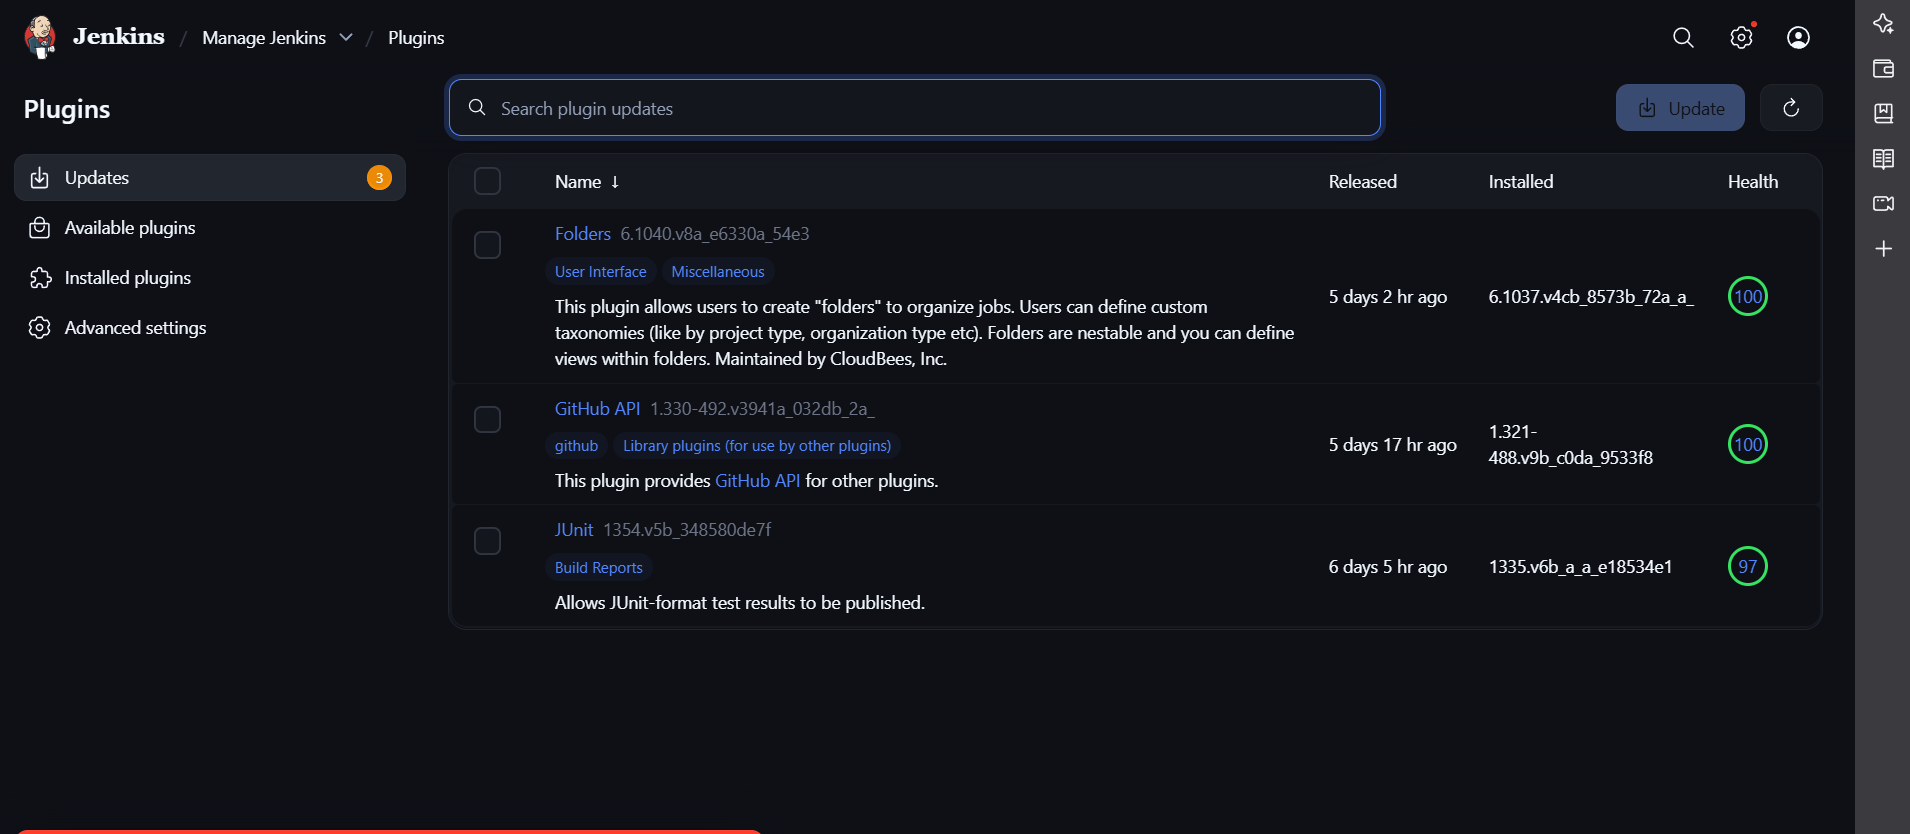 Jenkins / Manage Jenkins / Plugins
Plugins
Search plugin updates
Update
Updates 3
Available plugins
Installed plugins
Advanced settings
Name ↓ Released Installed Health
Folders 6.1040.v8a_e6330a_54e3
User Interface Miscellaneous
This plugin allows users to create "folders" to organize jobs. Users can define custom
taxonomies (like by project type, organization type etc). Folders are nestable and you can define
views within folders. Maintained by CloudBees, Inc.
5 days 2 hr ago
6.1037.v4cb_8573b_72a_a_
100
GitHub API 1.330-492.v3941a_032db_2a_
github Library plugins (for use by other plugins)
This plugin provides GitHub API for other plugins.
5 days 17 hr ago
1.321-
488.v9b_c0da_9533f8
100
JUnit 1354.v5b_348580de7f
Build Reports
Allows JUnit-format test results to be published.
6 days 5 hr ago
1335.v6b_a_a_e18534e1
97